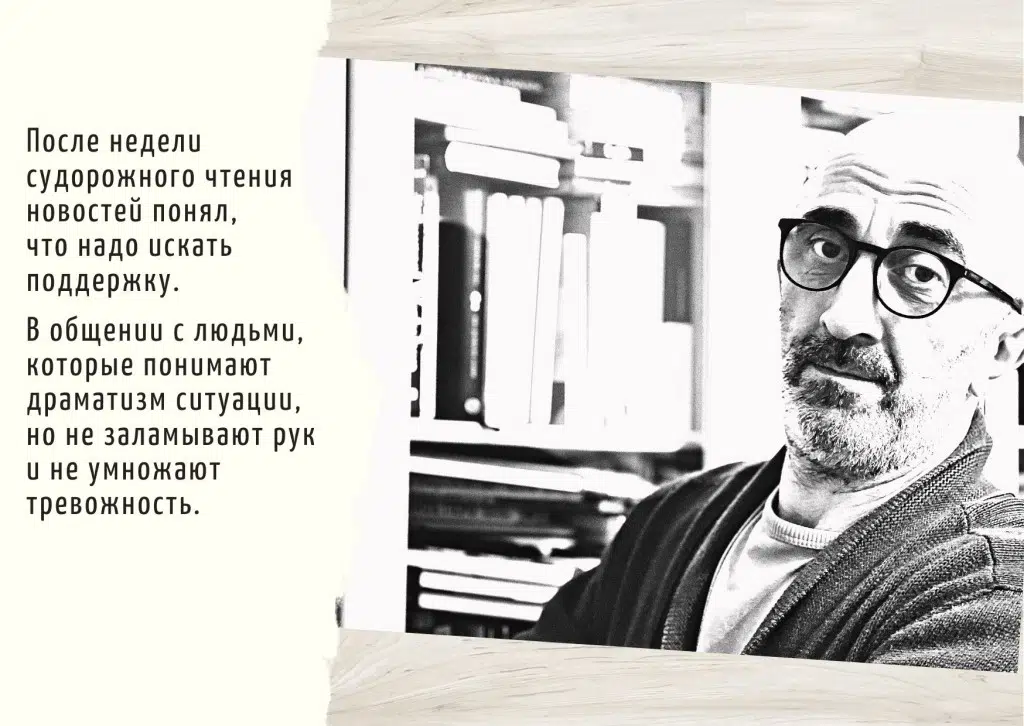 После недели
судорожного чтения
новостей понял,
что надо искать
поддержку.
В общении с людьми,
которые понимают
драматизм ситуации,
но не заламывают рук
и не умножают
тревожность.